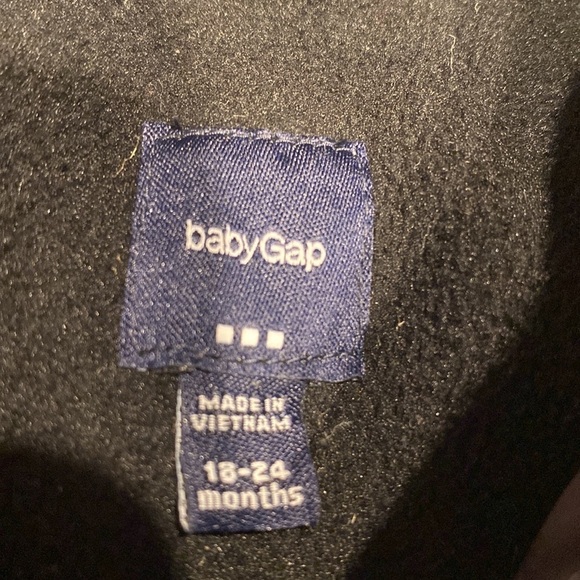 babyGap
MADE IN
VIETNAM
18-24
months